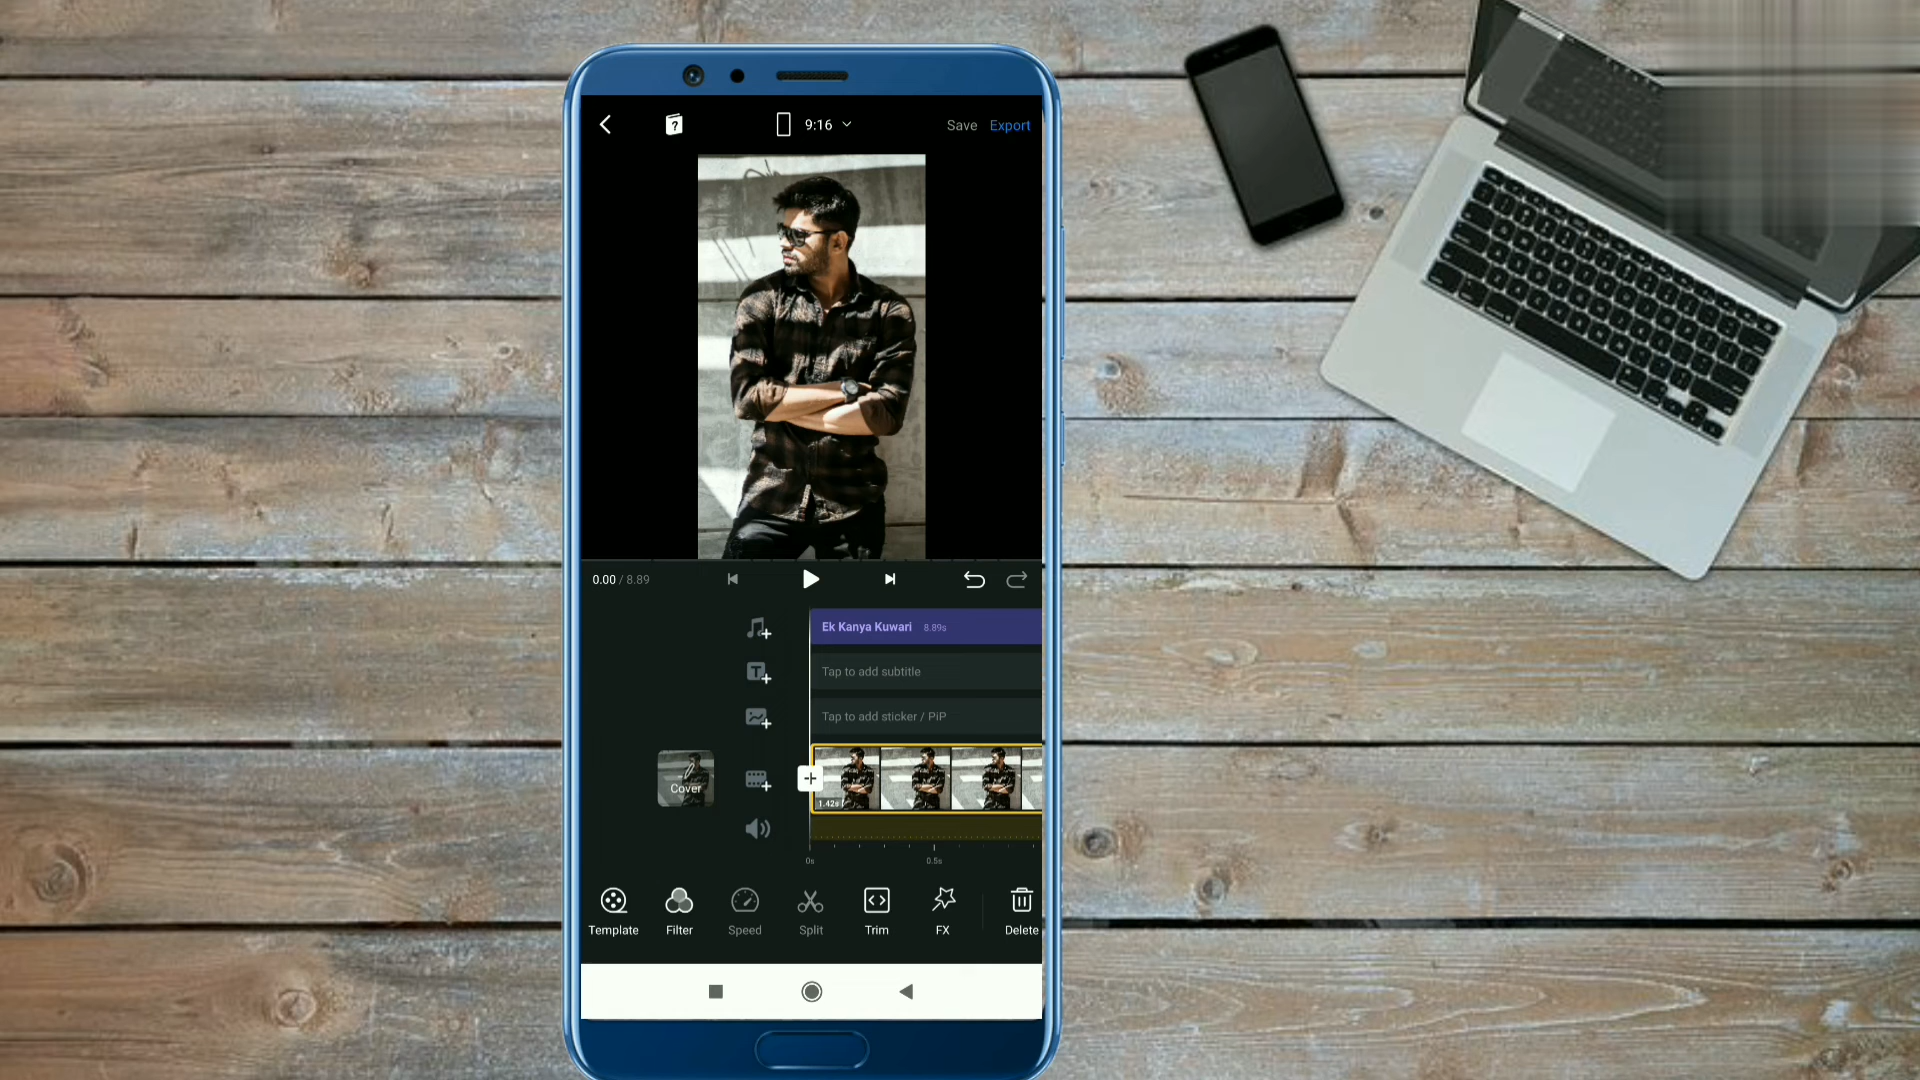 9:16
Save Export
0.00 / 8.89
Ek Kanya Kuwari 8.89s
Tap to add subtitle
Tap to add sticker / PiP
Cover
1.42s
0s 0.5s
Template Filter Speed Split Trim FX Delete